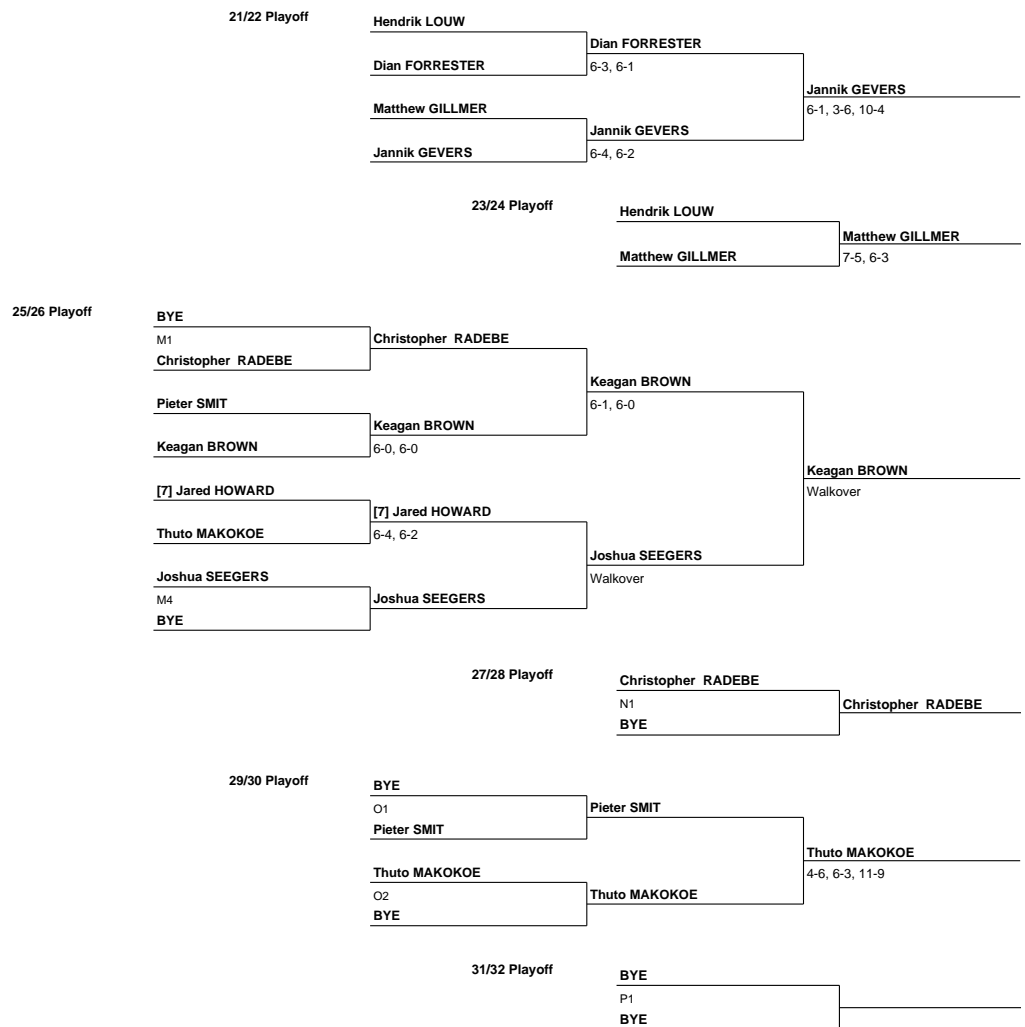 21/22 Playoff
Hendrik LOUW
Dian FORRESTER
Dian FORRESTER
6-3, 6-1
Jannik GEVERS
6-1, 3-6, 10-4
Matthew GILLMER
Jannik GEVERS
Jannik GEVERS
6-4, 6-2
23/24 Playoff
Hendrik LOUW
Matthew GILLMER
Matthew GILLMER
7-5, 6-3
25/26 Playoff
BYE
M1
Christopher RADEBE
Christopher RADEBE
Keagan BROWN
6-1, 6-0
Pieter SMIT
Keagan BROWN
Keagan BROWN
6-0, 6-0
Keagan BROWN
Walkover
[7] Jared HOWARD
[7] Jared HOWARD
Thuto MAKOKOE
6-4, 6-2
Joshua SEEGERS
Walkover
Joshua SEEGERS
M4
Joshua SEEGERS
BYE
27/28 Playoff
Christopher RADEBE
N1
Christopher RADEBE
BYE
29/30 Playoff
BYE
O1
Pieter SMIT
Pieter SMIT
Thuto MAKOKOE
4-6, 6-3, 11-9
Thuto MAKOKOE
O2
Thuto MAKOKOE
BYE
31/32 Playoff
BYE
P1
BYE